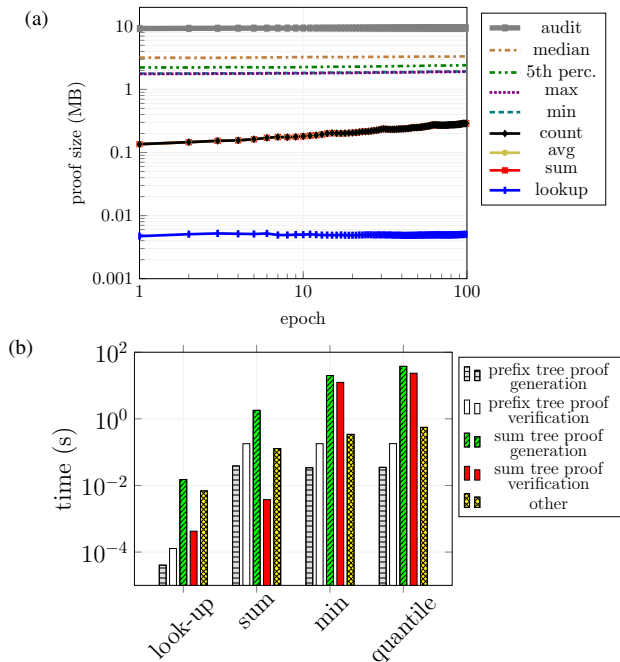 (a)
10
1
0.1
0.01
0.001
proof size (MB)
1
10
100
epoch
audit
median
5th perc.
max
min
count
avg
sum
lookup
(b)
10^2
10^0
10^−2
10^−4
time (s)
look-up
sum
min
quantile
prefix tree proof
generation
prefix tree proof
verification
sum tree proof
generation
sum tree proof
verification
other